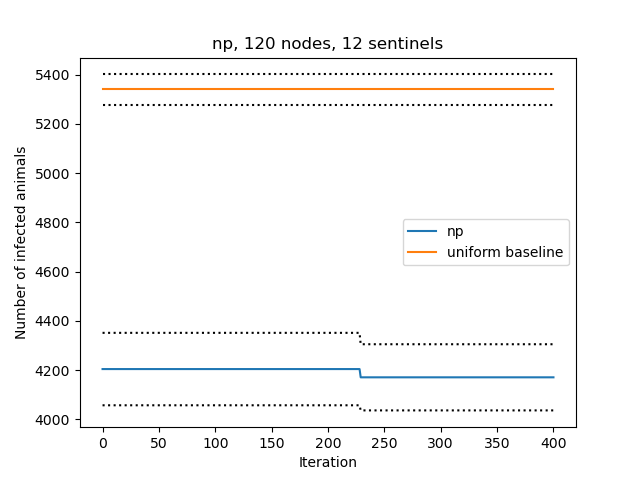 np, 120 nodes, 12 sentinels
Number of infected animals
5400
5200
5000
4800
4600
4400
4200
4000
np
uniform baseline
0 50 100 150 200 250 300 350 400
Iteration